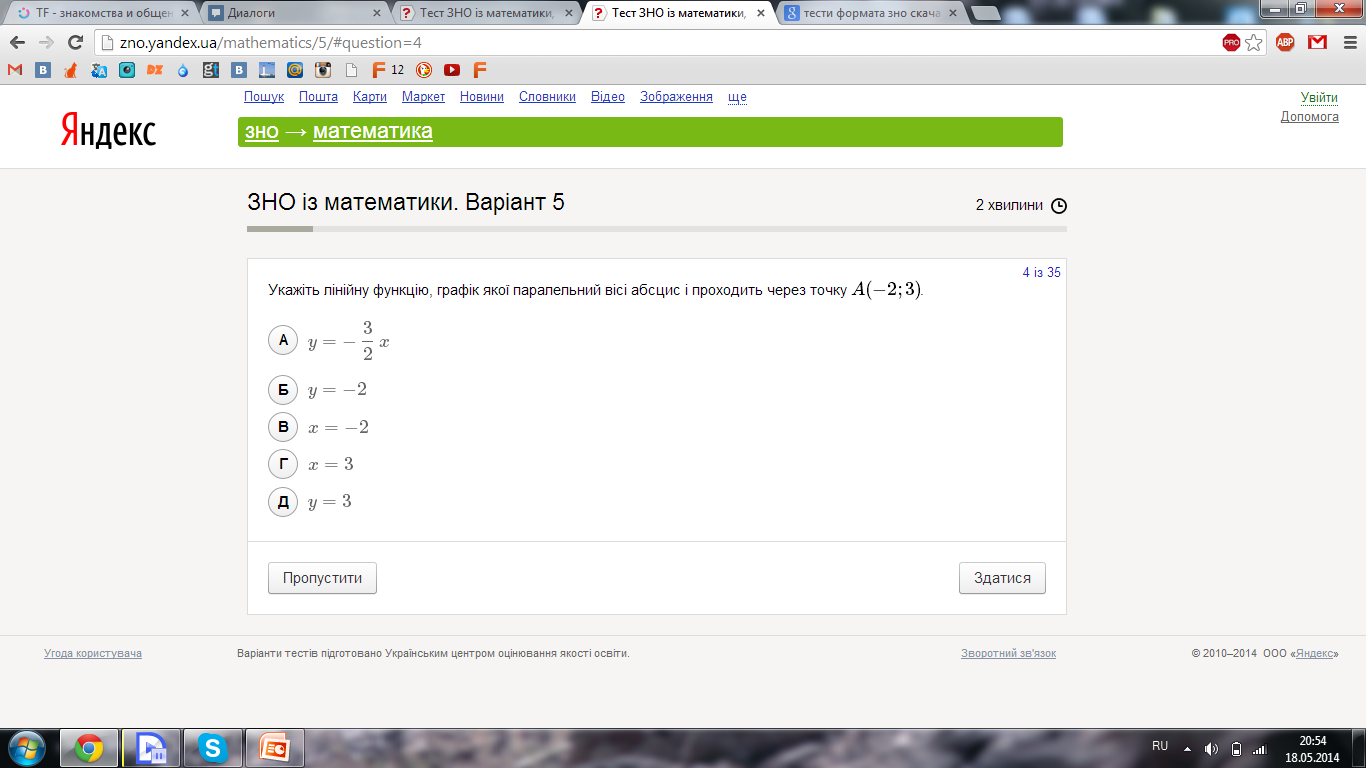 TF - знакомства и общен
Диалоги
Тест ЗНО із математики,
Тест ЗНО із математики,
тести формата зно скача
zno.yandex.ua/mathematics/5/#question=4
PRO
ABP
12
Пошук Пошта Карти Маркет Новини Словники Відео Зображення ще
Увійти
Допомога
Яндекс
зно → математика
ЗНО із математики. Варіант 5
2 хвилини
4 із 35
Укажіть лінійну функцію, графік якої паралельний вісі абсцис і проходить через точку A(−2; 3).
А y = − 3/2 x
Б y = −2
В x = −2
Г x = 3
Д y = 3
Пропустити
Здатися
Угода користувача
Варіанти тестів підготовано Українським центром оцінювання якості освіти.
Зворотний зв'язок
© 2010–2014 ООО «Яндекс»
RU
20:54
18.05.2014